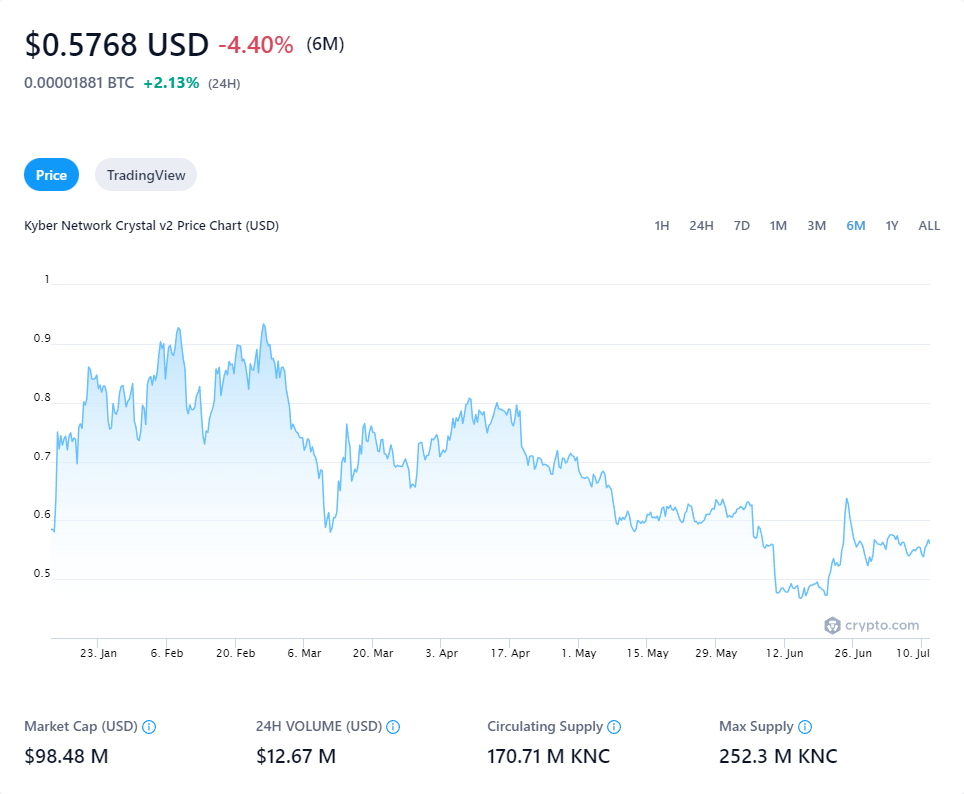 $0.5768 USD -4.40% (6M)
0.00001881 BTC +2.13% (24H)
Price TradingView
Kyber Network Crystal v2 Price Chart (USD) 1H 24H 7D 1M 3M 6M 1Y ALL
1
0.9
0.8
0.7
0.6
0.5
crypto.com
23. Jan 6. Feb 20. Feb 6. Mar 20. Mar 3. Apr 17. Apr 1. May 15. May 29. May 12. Jun 26. Jun 10. Jul
Market Cap (USD) 24H VOLUME (USD) Circulating Supply Max Supply
$98.48 M $12.67 M 170.71 M KNC 252.3 M KNC